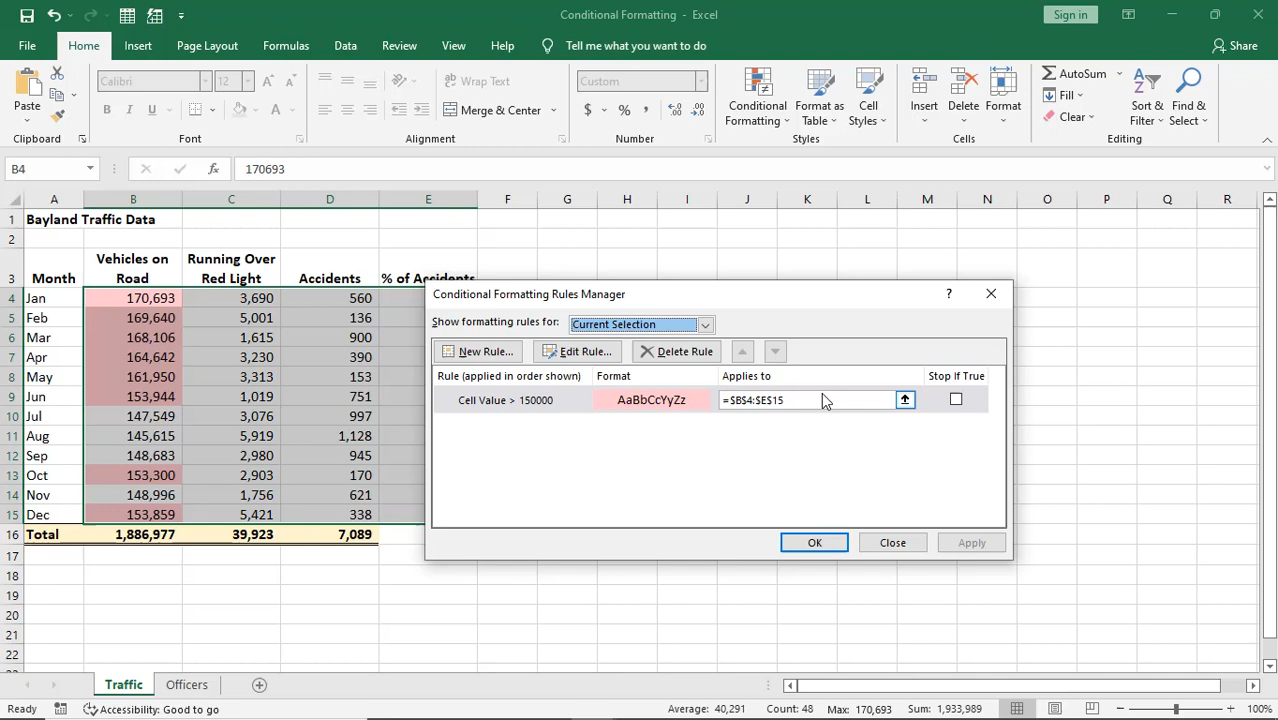 Conditional Formatting - Excel
Sign in
File Home Insert Page Layout Formulas Data Review View Help Tell me what you want to do Share
Paste
Clipboard
Calibri 12
B I U
Font
Wrap Text
Merge & Center
Alignment
Custom
$ % ,
Number
Conditional Formatting
Format as Table
Cell Styles
Styles
Insert
Delete
Format
Cells
AutoSum
Fill
Clear
Sort & Filter
Find & Select
Editing
B4 fx 170693
A B C D E F G H I J K L M N O P Q R
1 Bayland Traffic Data
2
3 Month Vehicles on Road Running Over Red Light Accidents % of Accidents
4 Jan 170,693 3,690 560
5 Feb 169,640 5,001 136
6 Mar 168,106 1,615 900
7 Apr 164,642 3,230 390
8 May 161,950 3,313 153
9 Jun 153,944 1,019 751
10 Jul 147,549 3,076 997
11 Aug 145,615 5,919 1,128
12 Sep 148,683 2,980 945
13 Oct 153,300 2,903 170
14 Nov 148,996 1,756 621
15 Dec 153,859 5,421 338
16 Total 1,886,977 39,923 7,089
17
18
19
20
21
22
Conditional Formatting Rules Manager ?
Show formatting rules for: Current Selection
New Rule... Edit Rule... Delete Rule
Rule (applied in order shown) Format Applies to Stop If True
Cell Value > 150000 AaBbCcYyZz =$B$4:$E$15
OK Close Apply
Traffic Officers
Ready Accessibility: Good to go Average: 40,291 Count: 48 Max: 170,693 Sum: 1,933,989 100%